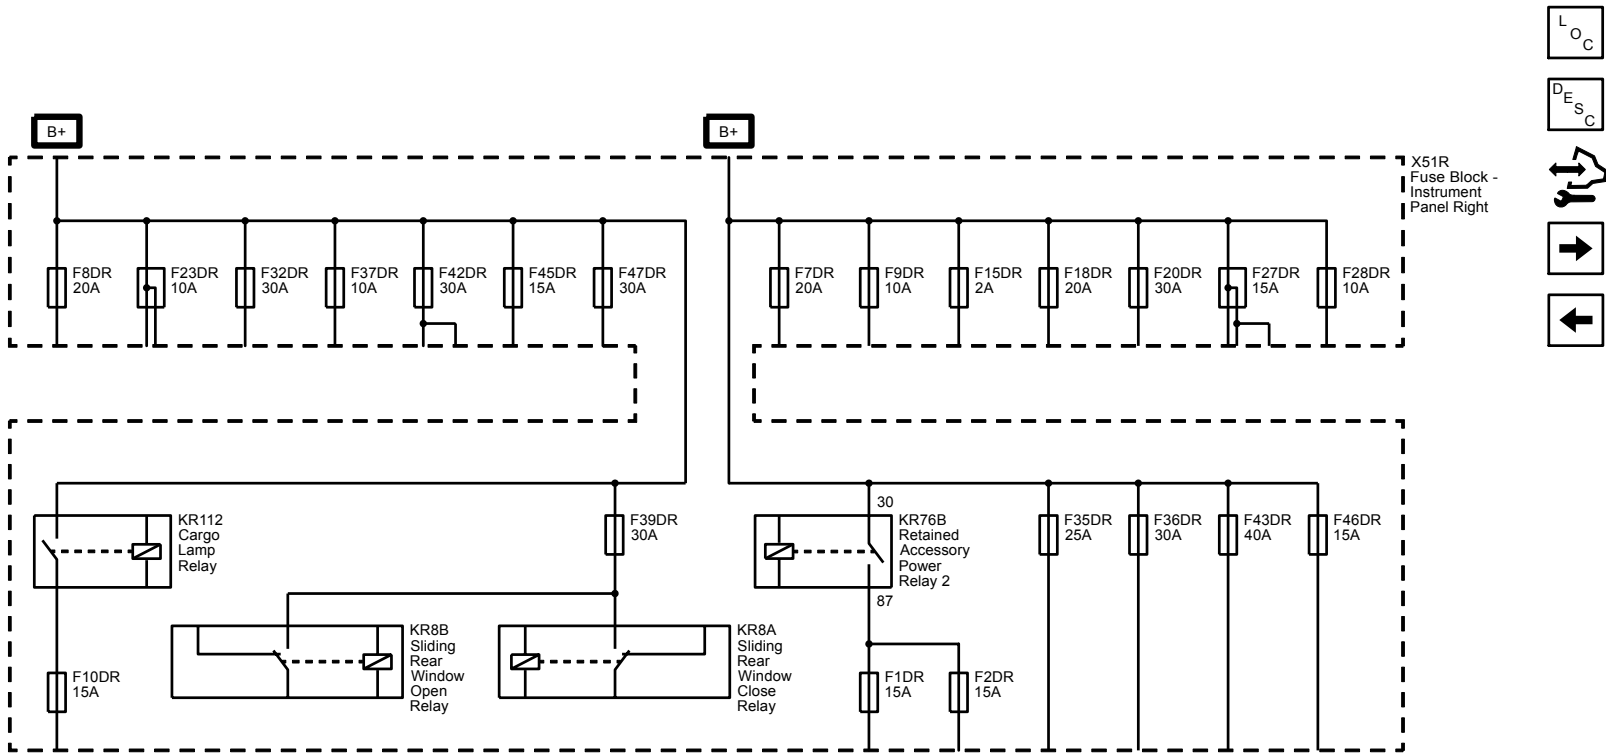 L
O
C
D
E
S
C
B+
B+
X51R
Fuse Block -
Instrument
Panel Right
F8DR
20A
F23DR
10A
F32DR
30A
F37DR
10A
F42DR
30A
F45DR
15A
F47DR
30A
F7DR
20A
F9DR
10A
F15DR
2A
F18DR
20A
F20DR
30A
F27DR
15A
F28DR
10A
KR112
Cargo
Lamp
Relay
F39DR
30A
30
KR76B
Retained
Accessory
Power
Relay 2
87
F35DR
25A
F36DR
30A
F43DR
40A
F46DR
15A
F10DR
15A
KR8B
Sliding
Rear
Window
Open
Relay
KR8A
Sliding
Rear
Window
Close
Relay
F1DR
15A
F2DR
15A